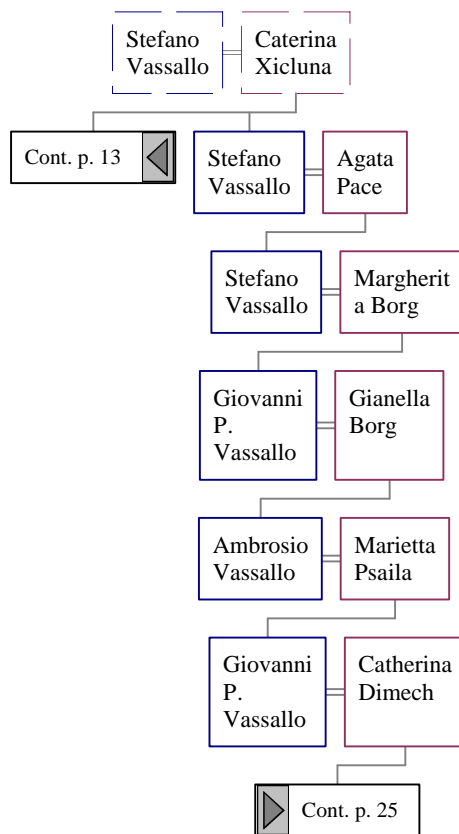 Stefano
Vassallo
Caterina
Xicluna
Cont. p. 13
Stefano
Vassallo
Agata
Pace
Stefano
Vassallo
Margherit
a Borg
Giovanni
P.
Vassallo
Gianella
Borg
Ambrosio
Vassallo
Marietta
Psaila
Giovanni
P.
Vassallo
Catherina
Dimech
Cont. p. 25